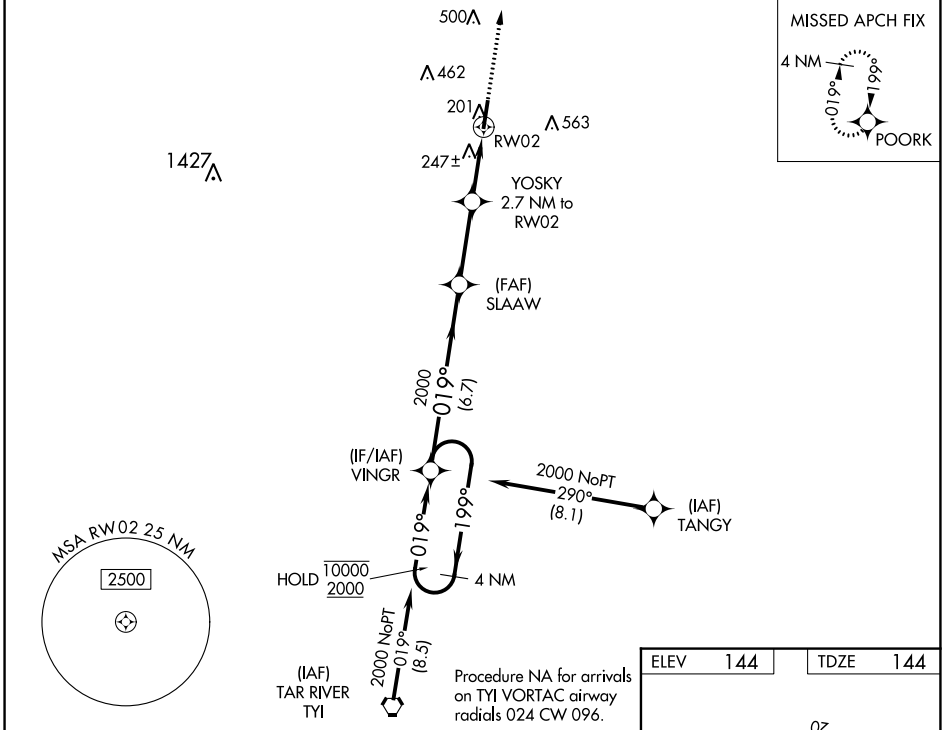 500
462
201
563
RW02
247±
1427
YOSKY
2.7 NM to
RW02
(FAF)
SLAAW
2000
019°
(6.7)
(IF/IAF)
VINGR
2000 NoPT
290°
(8.1)
(IAF)
TANGY
019°
199°
HOLD 10000
2000
4 NM
2000 NoPT
019°
(8.5)
(IAF)
TAR RIVER
TYI
Procedure NA for arrivals
on TYI VORTAC airway
radials 024 CW 096.
MSA RW02 25 NM
2500
MISSED APCH FIX
4 NM
019°
199°
POORK
ELEV 144
TDZE 144